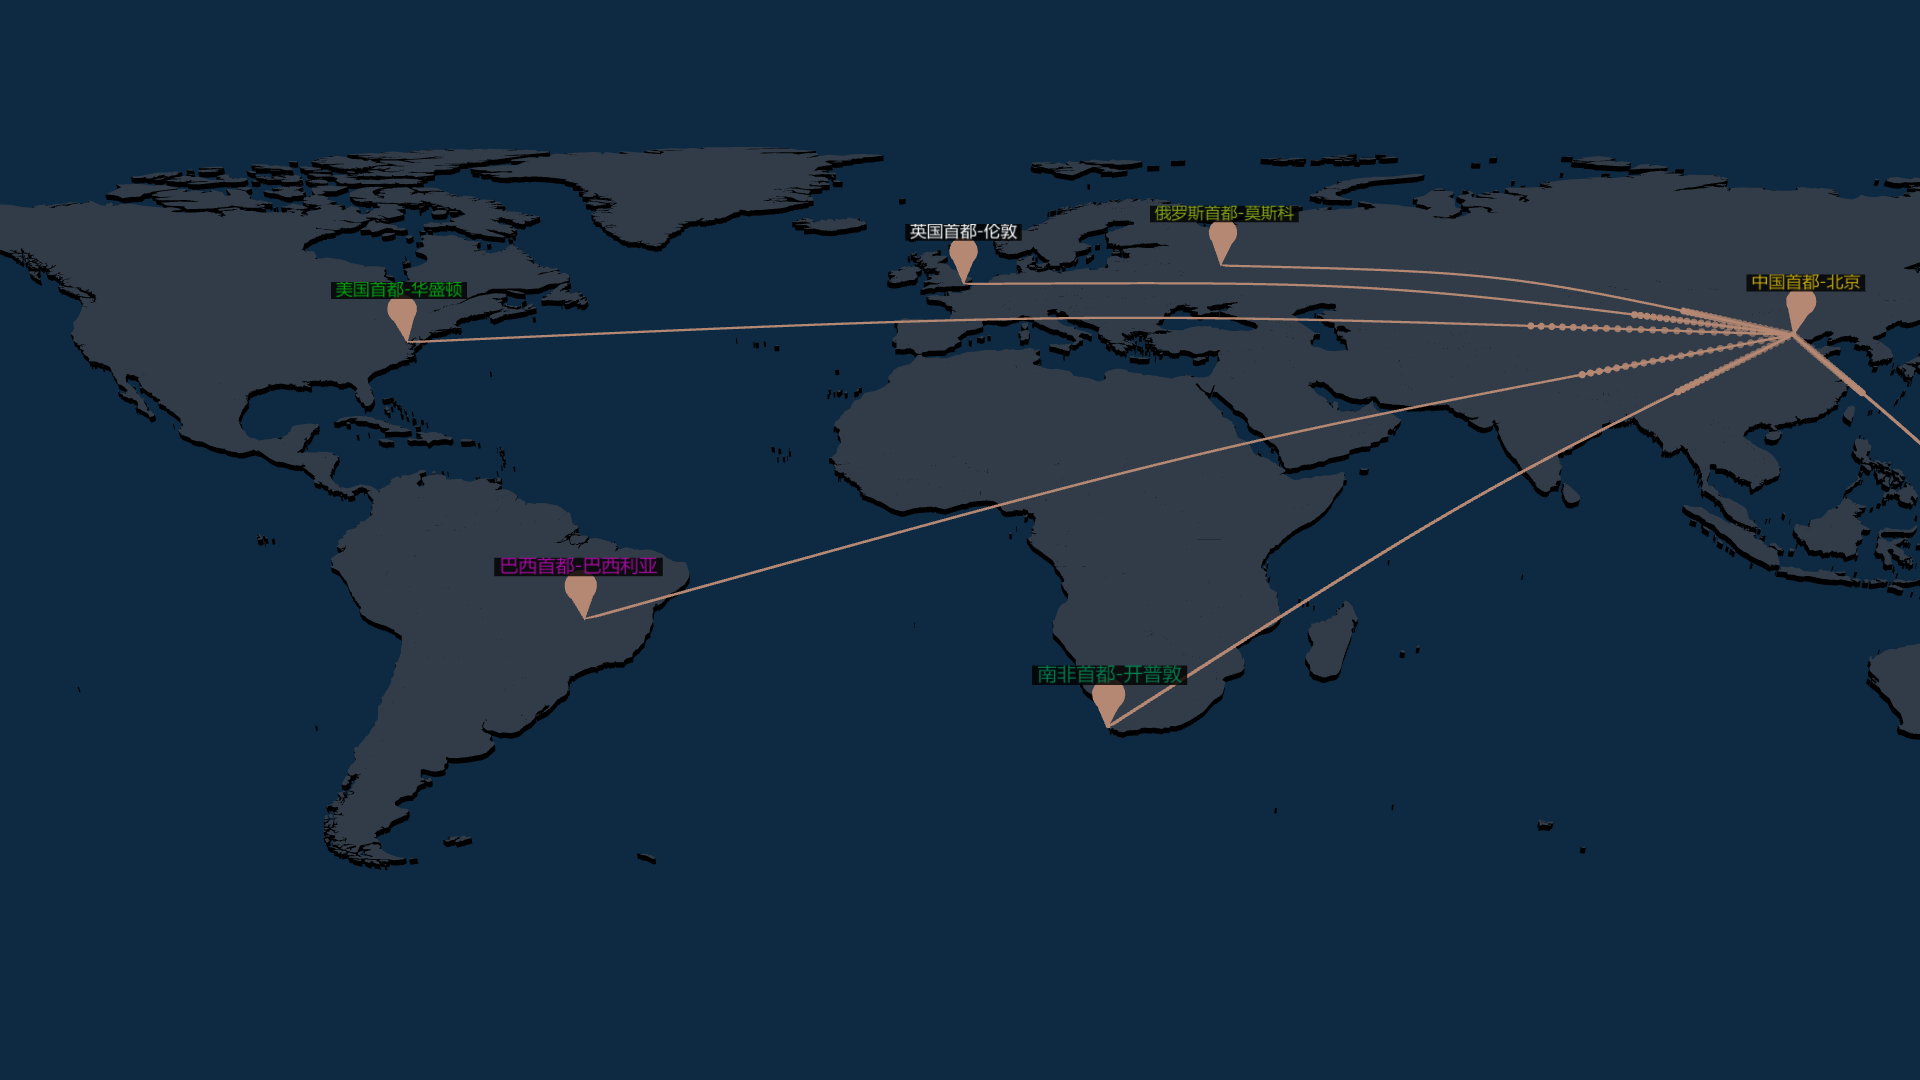 俄罗斯首都-莫斯科
英国首都-伦敦
中国首都-北京
美国首都-华盛顿
巴西首都-巴西利亚
南非首都-开普敦